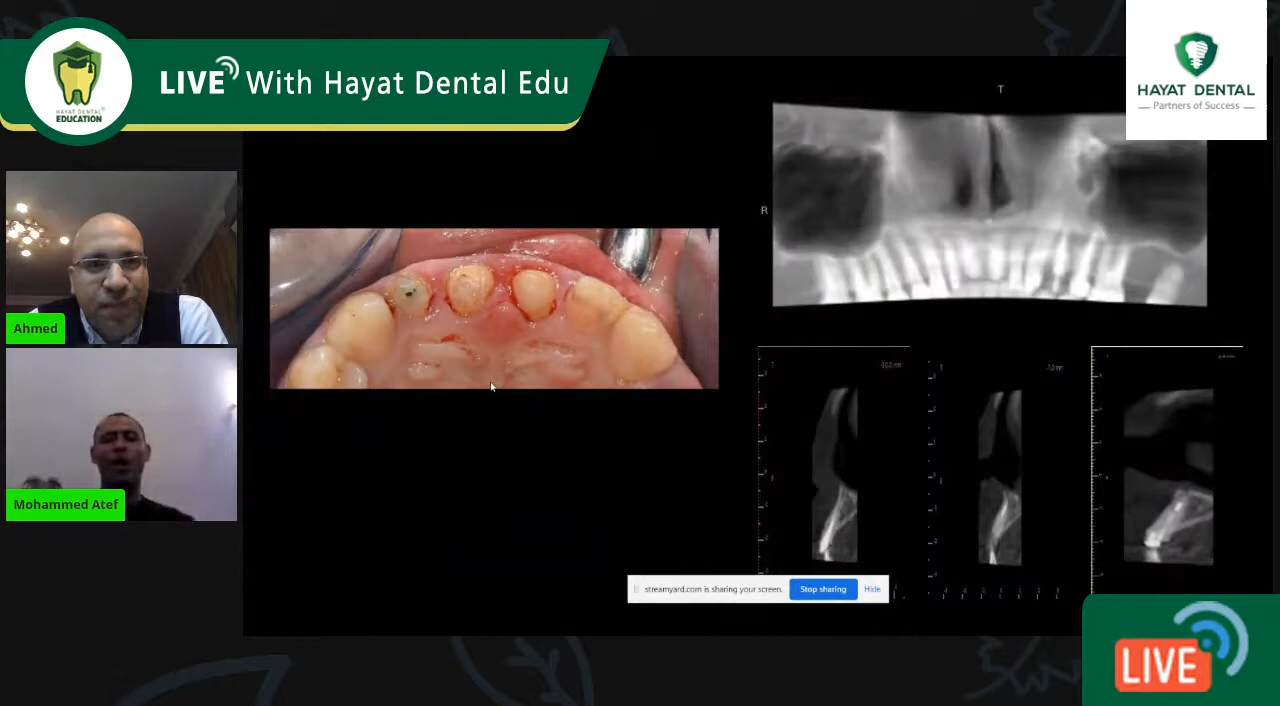 LIVE With Hayat Dental Edu
HAYAT DENTAL
EDUCATION
HAYAT DENTAL
Partners of Success
T
R
Ahmed
Mohammed Atef
streamyard.com is sharing your screen.
Stop sharing
Hide
LIVE